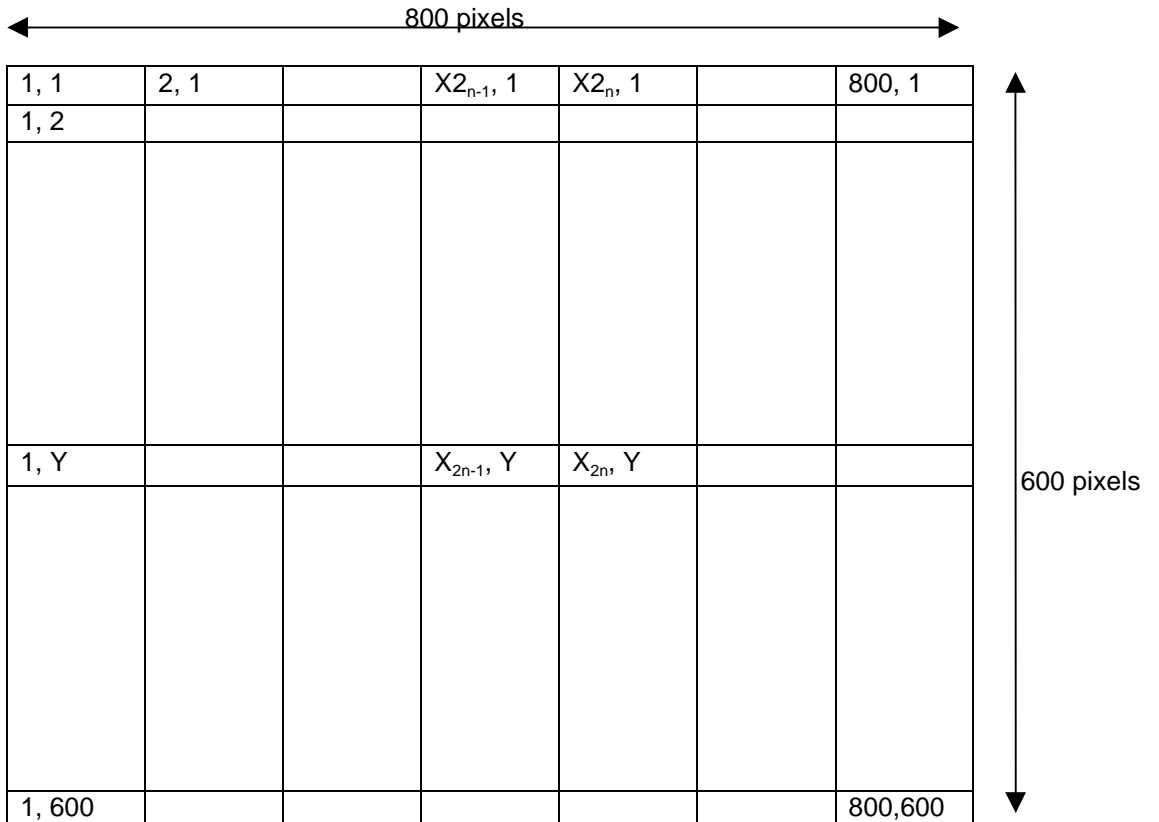 800 pixels
1, 1 2, 1 X2ₙ₋₁, 1 X2ₙ, 1 800, 1
1, 2
1, Y X₂ₙ₋₁, Y X₂ₙ, Y
600 pixels
1, 600 800,600